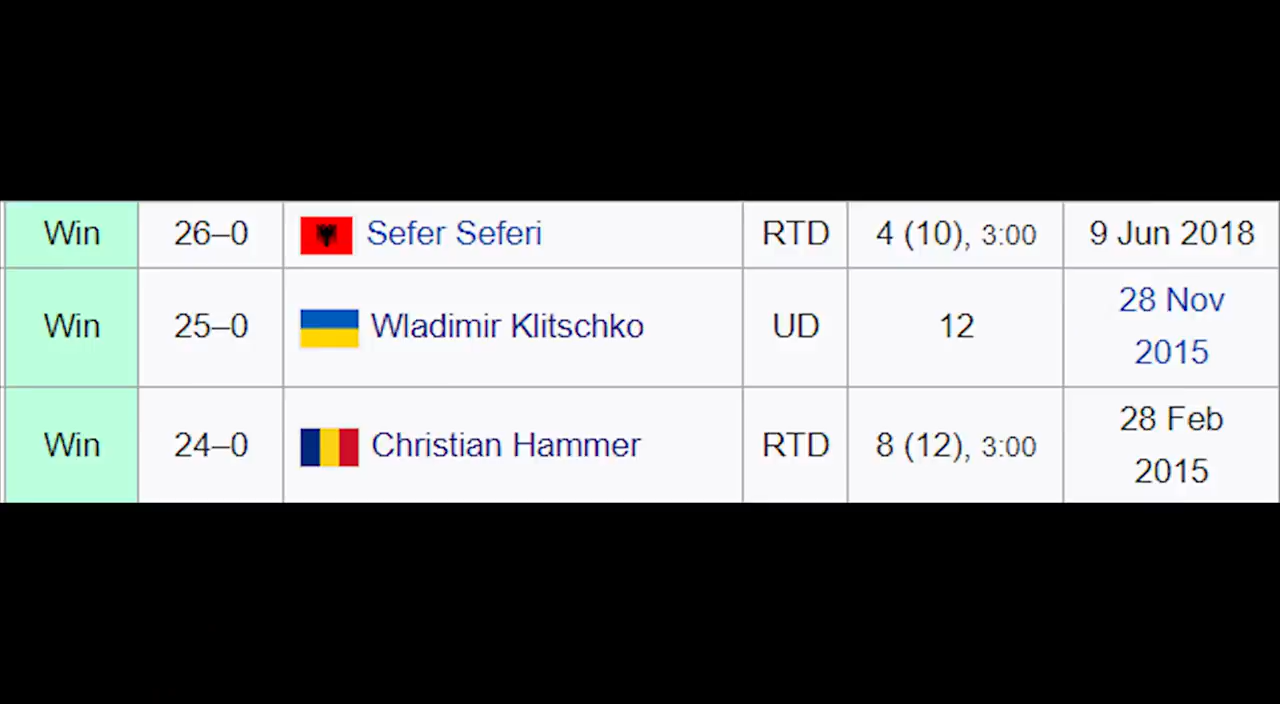 Win 26–0 Sefer Seferi RTD 4 (10), 3:00 9 Jun 2018
Win 25–0 Wladimir Klitschko UD 12 28 Nov 2015
Win 24–0 Christian Hammer RTD 8 (12), 3:00 28 Feb 2015